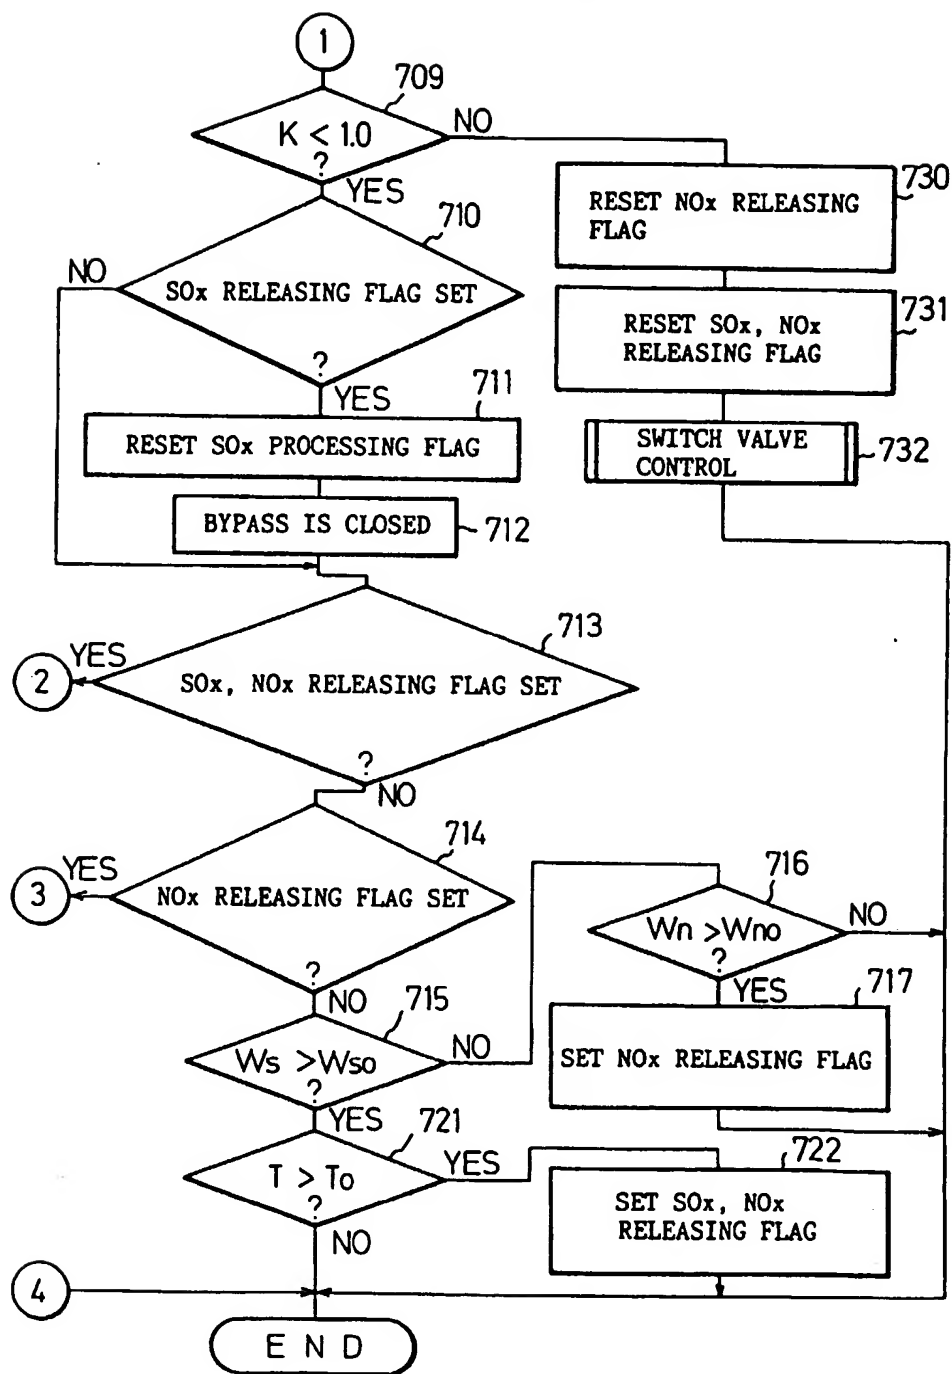 1
709
K < 1.0
?
NO
YES
730
RESET NOx RELEASING
FLAG
710
NO
SOx RELEASING FLAG SET
?
YES
731
RESET SOx, NOx
RELEASING FLAG
711
RESET SOx PROCESSING FLAG
SWITCH VALVE
CONTROL
732
BYPASS IS CLOSED
712
713
YES
2
SOx, NOx RELEASING FLAG SET
?
NO
714
YES
3
NOx RELEASING FLAG SET
?
NO
716
Wn >Wno
?
NO
YES
717
SET NOx RELEASING FLAG
715
Ws >Wso
?
NO
YES
721
T > To
?
YES
NO
722
SET SOx, NOx
RELEASING FLAG
4
END